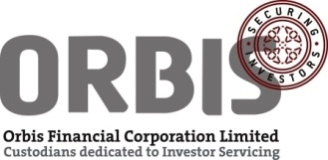 ORBIS
SECURING
INVESTORS
Orbis Financial Corporation Limited
Custodians dedicated to Investor Servicing